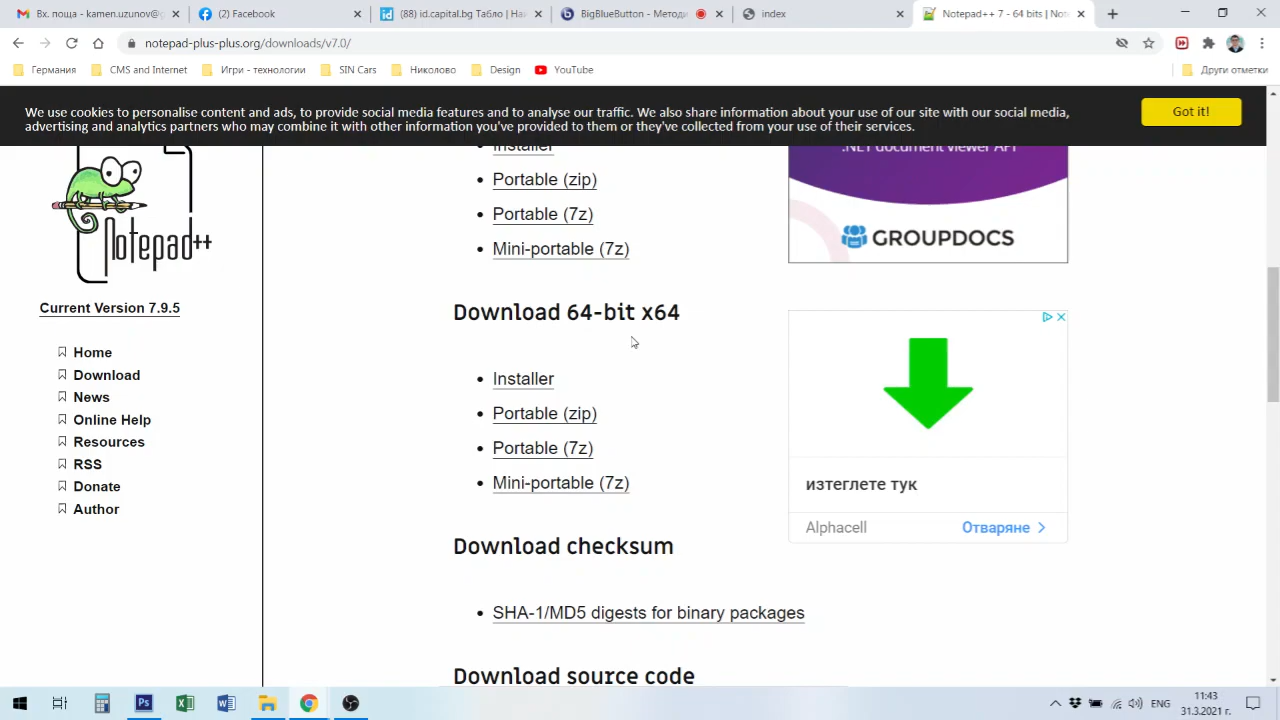 Вх. поща - kamen.uzunov@g
(2) Facebook
(88) id.capital.bg Табло | На
BigBlueButton - Методи
index
Notepad++ 7 - 64 bits | Not
notepad-plus-plus.org/downloads/v7.0/
Германия
CMS and Internet
Игри - технологии
SIN Cars
Николово
Design
YouTube
Други отметки
We use cookies to personalise content and ads, to provide social media features and to analyse our traffic. We also share information about your use of our site with our social media,
advertising and analytics partners who may combine it with other information you've provided to them or they've collected from your use of their services.
Got it!
Notepad++
Current Version 7.9.5
Home
Download
News
Online Help
Resources
RSS
Donate
Author
Installer
Portable (zip)
Portable (7z)
Mini-portable (7z)
Download 64-bit x64
Installer
Portable (zip)
Portable (7z)
Mini-portable (7z)
Download checksum
SHA-1/MD5 digests for binary packages
Download source code
.NET document viewer API
GROUPDOCS
изтеглете тук
Alphacell
Отваряне
Ps
ENG
11:43
31.3.2021 г.